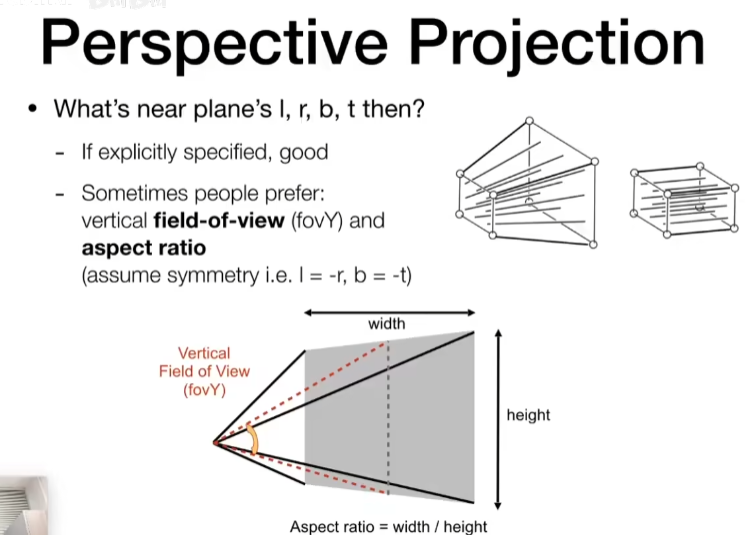 Perspective Projection
• What's near plane's l, r, b, t then?
- If explicitly specified, good
- Sometimes people prefer:
vertical field-of-view (fovY) and
aspect ratio
(assume symmetry i.e. l = -r, b = -t)
width
Vertical
Field of View
(fovY)
height
Aspect ratio = width / height